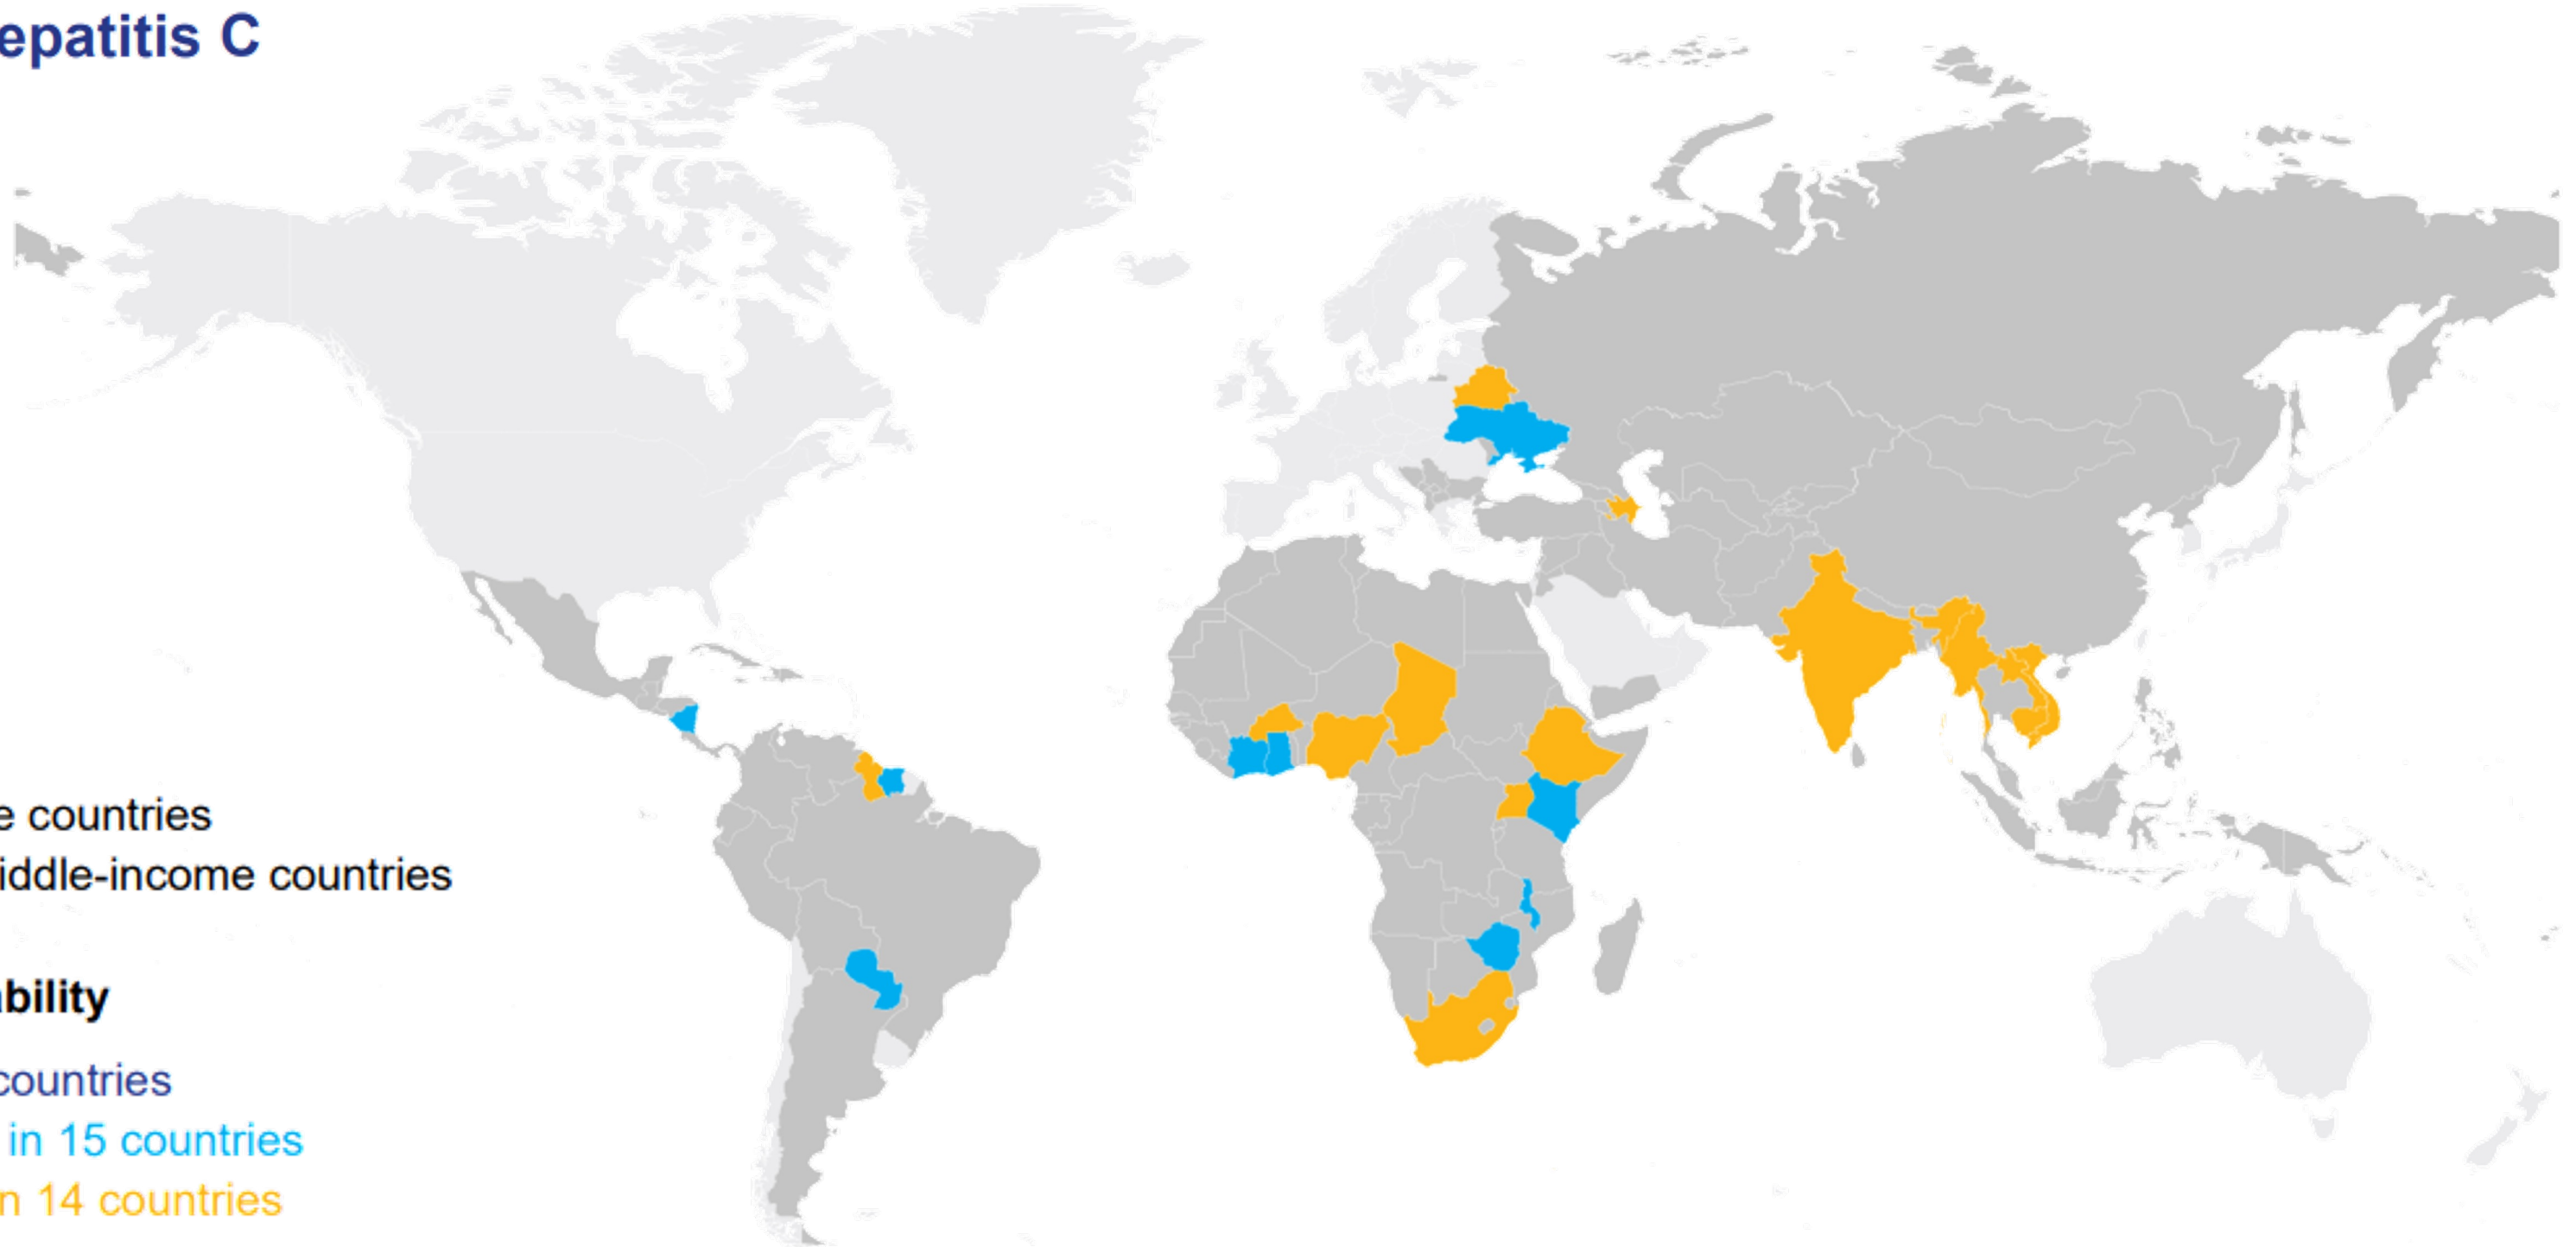 epatitis C
e countries
iddle-income countries
bility
countries
in 15 countries
n 14 countries